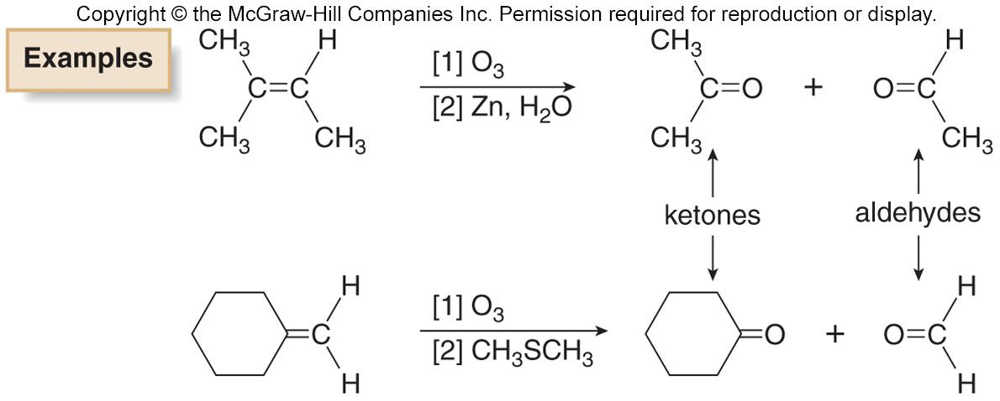 Copyright © the McGraw-Hill Companies Inc. Permission required for reproduction or display.
Examples
CH₃ H
C=C
CH₃ CH₃
[1] O₃
[2] Zn, H₂O
CH₃
C=O
CH₃
+
H
O=C
CH₃
ketones
aldehydes
H
C
H
[1] O₃
[2] CH₃SCH₃
=O
+
H
O=C
H